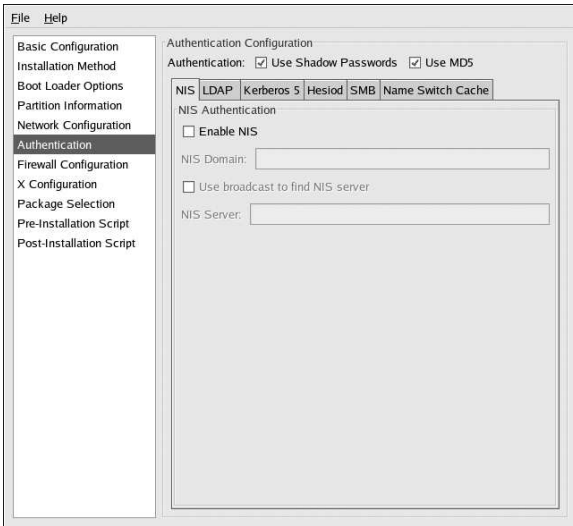 File Help
Basic Configuration
Installation Method
Boot Loader Options
Partition Information
Network Configuration
Authentication
Firewall Configuration
X Configuration
Package Selection
Pre-Installation Script
Post-Installation Script
Authentication Configuration
Authentication: Use Shadow Passwords Use MD5
NIS LDAP Kerberos 5 Hesiod SMB Name Switch Cache
NIS Authentication
Enable NIS
NIS Domain:
Use broadcast to find NIS server
NIS Server: